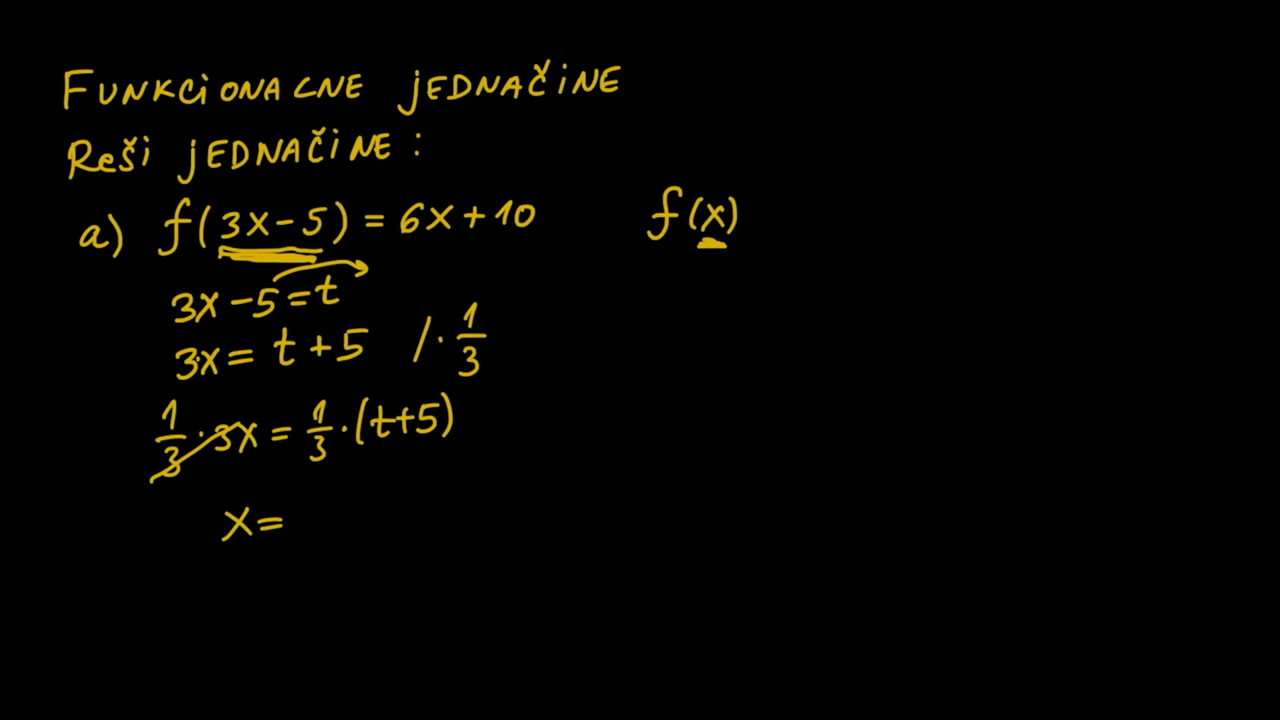 FUNKCIONALNE JEDNAČINE
REŠI JEDNAČINE:
a) f(3x-5) = 6x+10
f(x)
3x-5=t
3x= t+5 /· 1/3
1/3 · 3x = 1/3 · (t+5)
x=